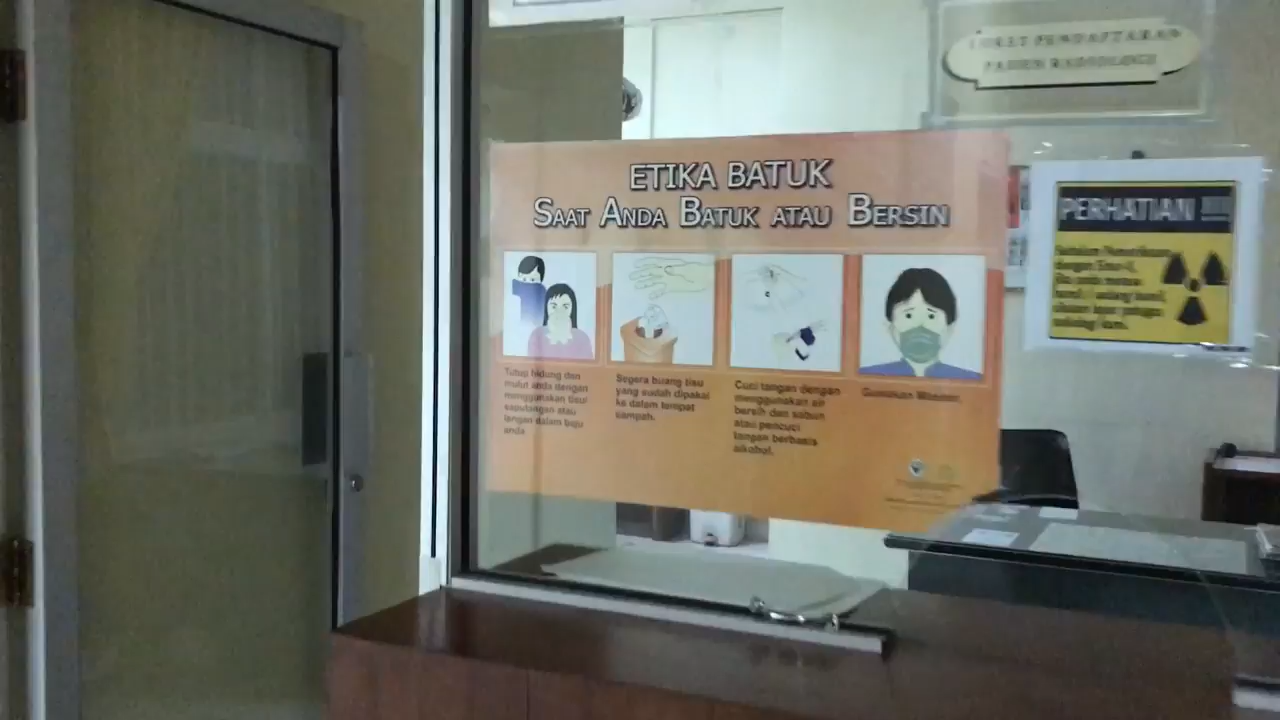 LOKET PENDAFTARAN
PASIEN RADIOLOGI
ETIKA BATUK
SAAT ANDA BATUK ATAU BERSIN
PERHATIAN !!!
Tutup hidung dan
mulut anda dengan
menggunakan tisu/
saputangan atau
lengan dalam baju
anda
Segera buang tisu
yang sudah dipakai
ke dalam tempat
sampah.
Cuci tangan dengan
menggunakan air
bersih dan sabun
atau pencuci
tangan berbasis
alkohol.
Gunakan Masker.